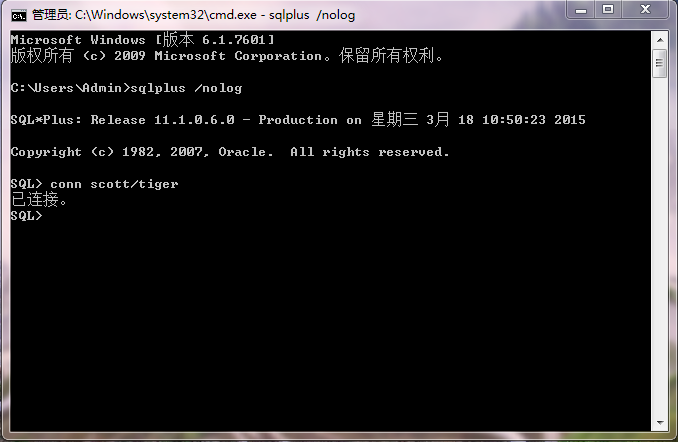 管理员: C:\Windows\system32\cmd.exe - sqlplus  /nolog
Microsoft Windows [版本 6.1.7601]
版权所有 (c) 2009 Microsoft Corporation。保留所有权利。
C:\Users\Admin>sqlplus /nolog
SQL*Plus: Release 11.1.0.6.0 - Production on 星期三 3月 18 10:50:23 2015
Copyright (c) 1982, 2007, Oracle.  All rights reserved.
SQL> conn scott/tiger
已连接。
SQL>